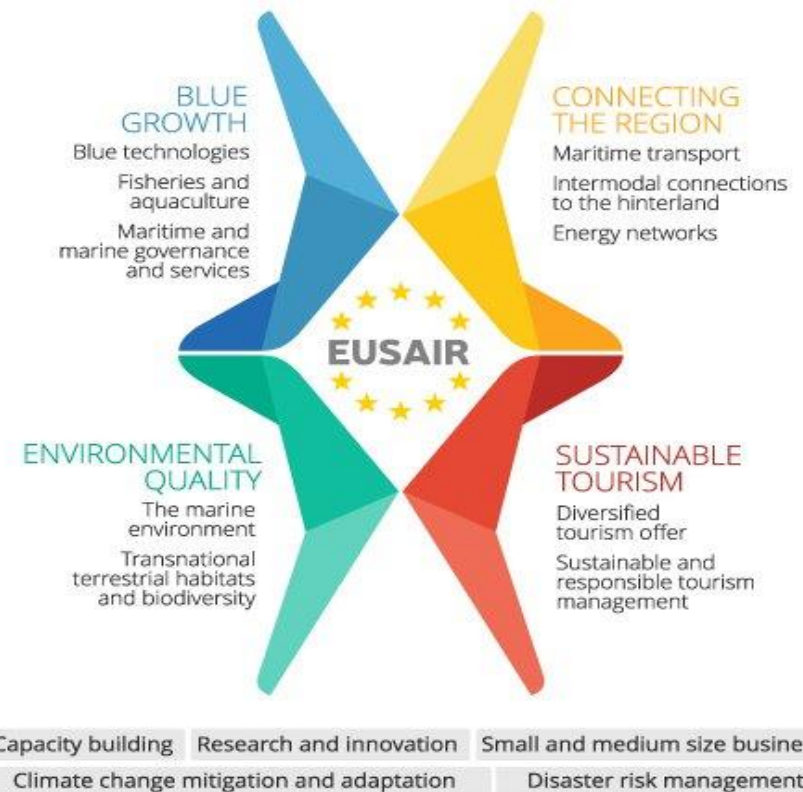 BLUE
GROWTH
Blue technologies
Fisheries and
aquaculture
Maritime and
marine governance
and services
CONNECTING
THE REGION
Maritime transport
Intermodal connections
to the hinterland
Energy networks
EUSAIR
ENVIRONMENTAL
QUALITY
The marine
environment
Transnational
terrestrial habitats
and biodiversity
SUSTAINABLE
TOURISM
Diversified
tourism offer
Sustainable and
responsible tourism
management
Capacity building
Research and innovation
Small and medium size busine
Climate change mitigation and adaptation
Disaster risk management